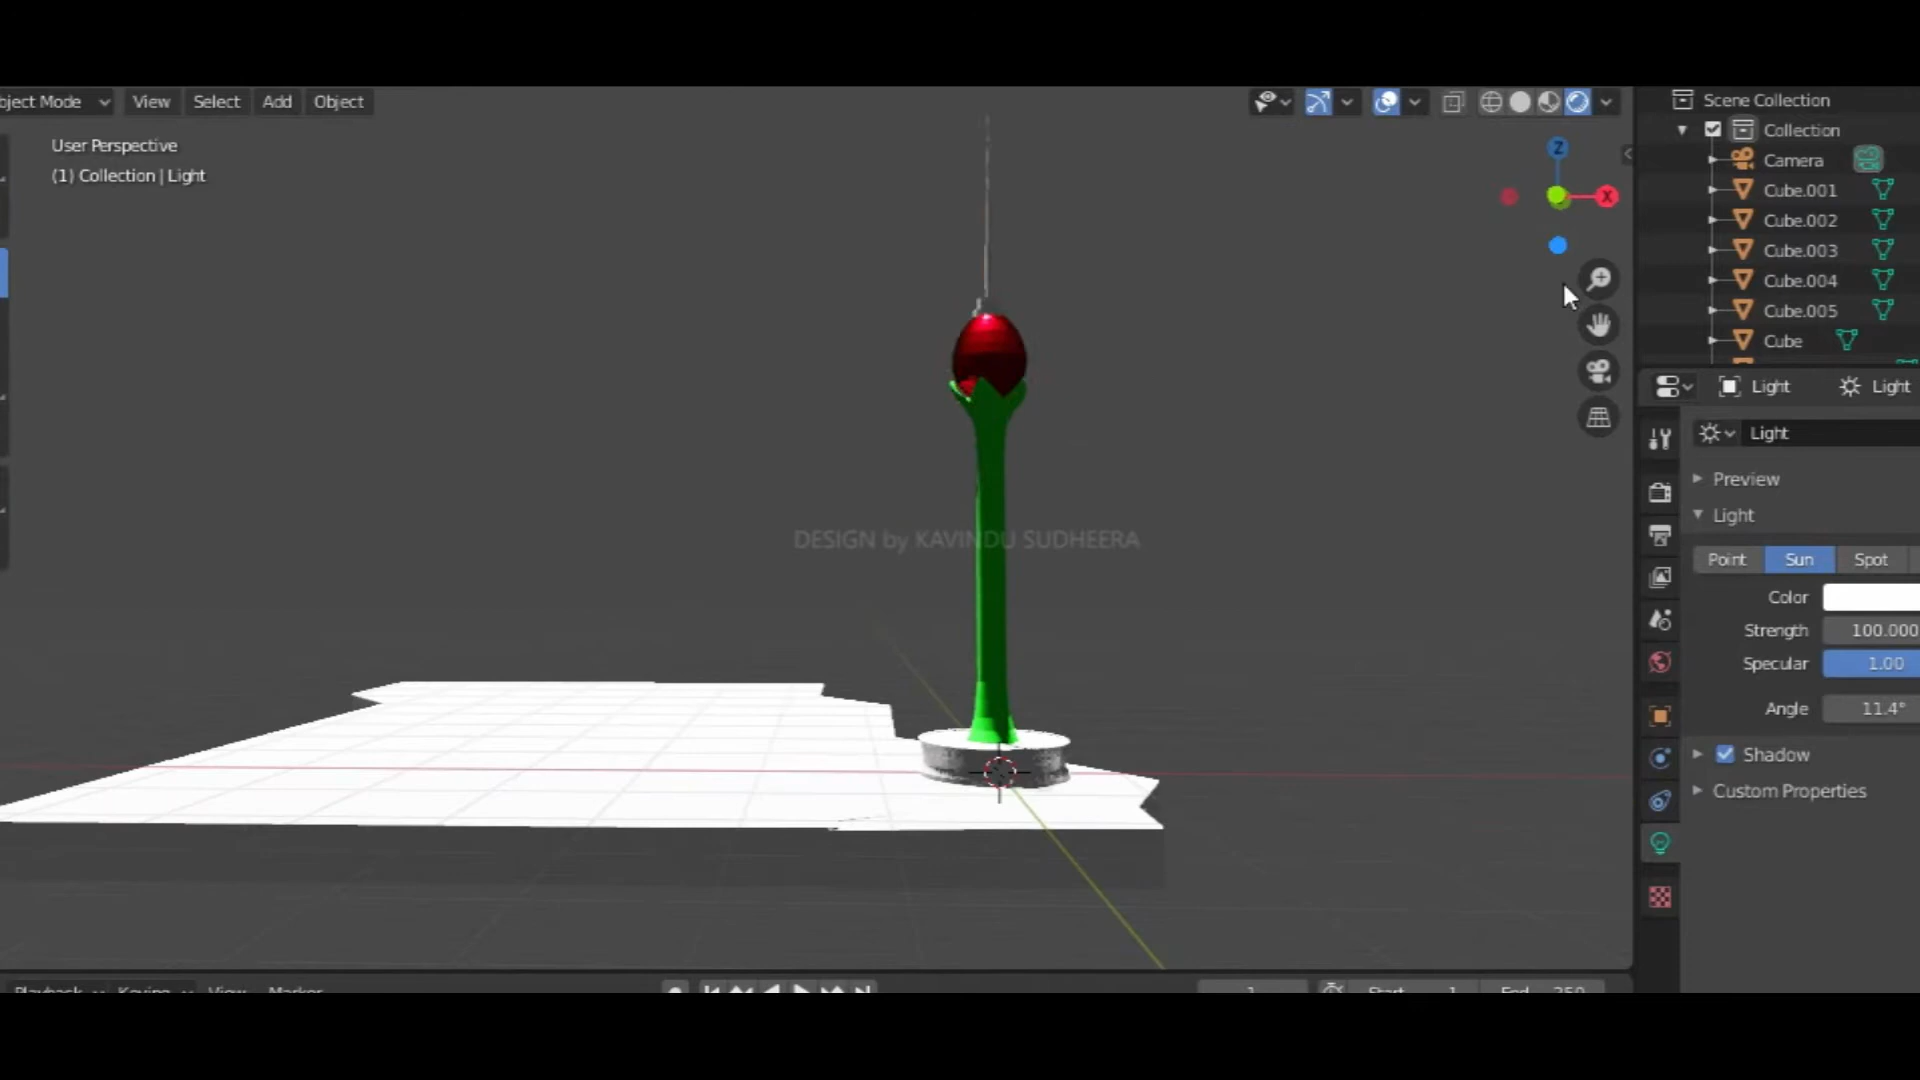 bject Mode View Select Add Object
User Perspective
(1) Collection | Light
Z
X
DESIGN by KAVINDU SUDHEERA
Scene Collection
Collection
Camera
Cube.001
Cube.002
Cube.003
Cube.004
Cube.005
Cube
Light Light
Light
Preview
Light
Point Sun Spot
Color
Strength 100.000
Specular 1.00
Angle 11.4°
Shadow
Custom Properties
Playback Keying View Marker 1 Start 1 End 250